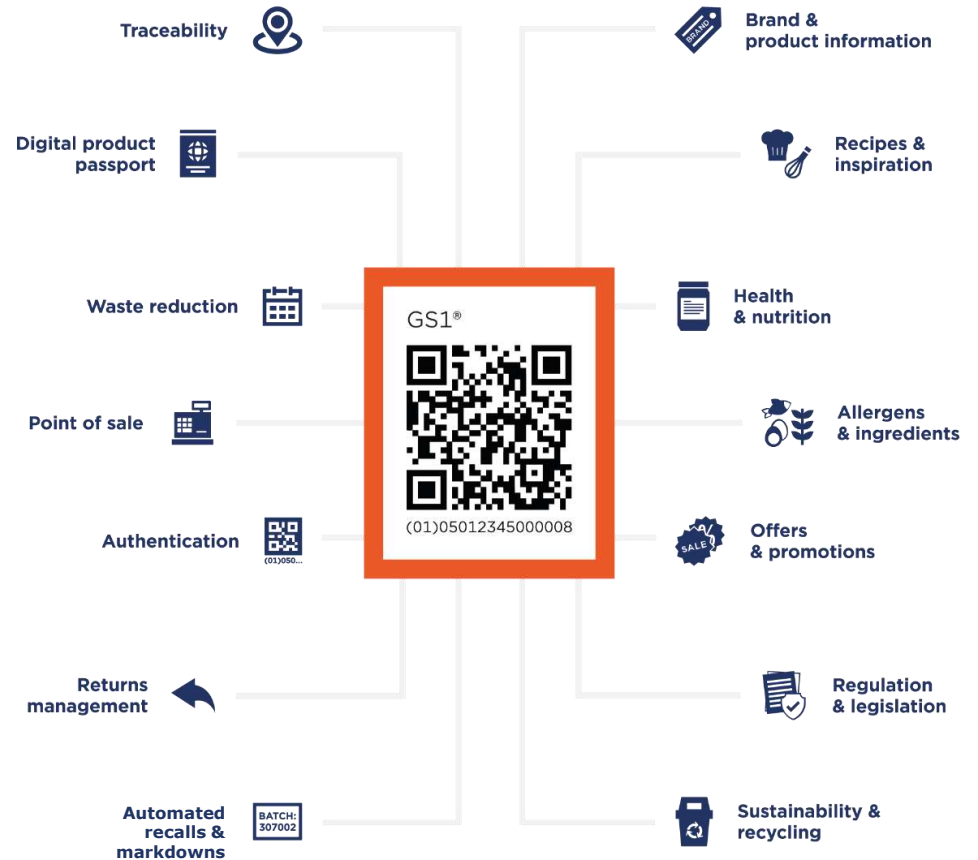 Traceability
BRAND
Brand &
product information
Digital product
passport
Recipes &
inspiration
Waste reduction
GS1®
Health
& nutrition
Point of sale
Allergens
& ingredients
(01)05012345000008
Authentication
(01)050...
SALE
Offers
& promotions
Returns
management
Regulation
& legislation
Automated
recalls &
markdowns
BATCH:
307002
Sustainability &
recycling